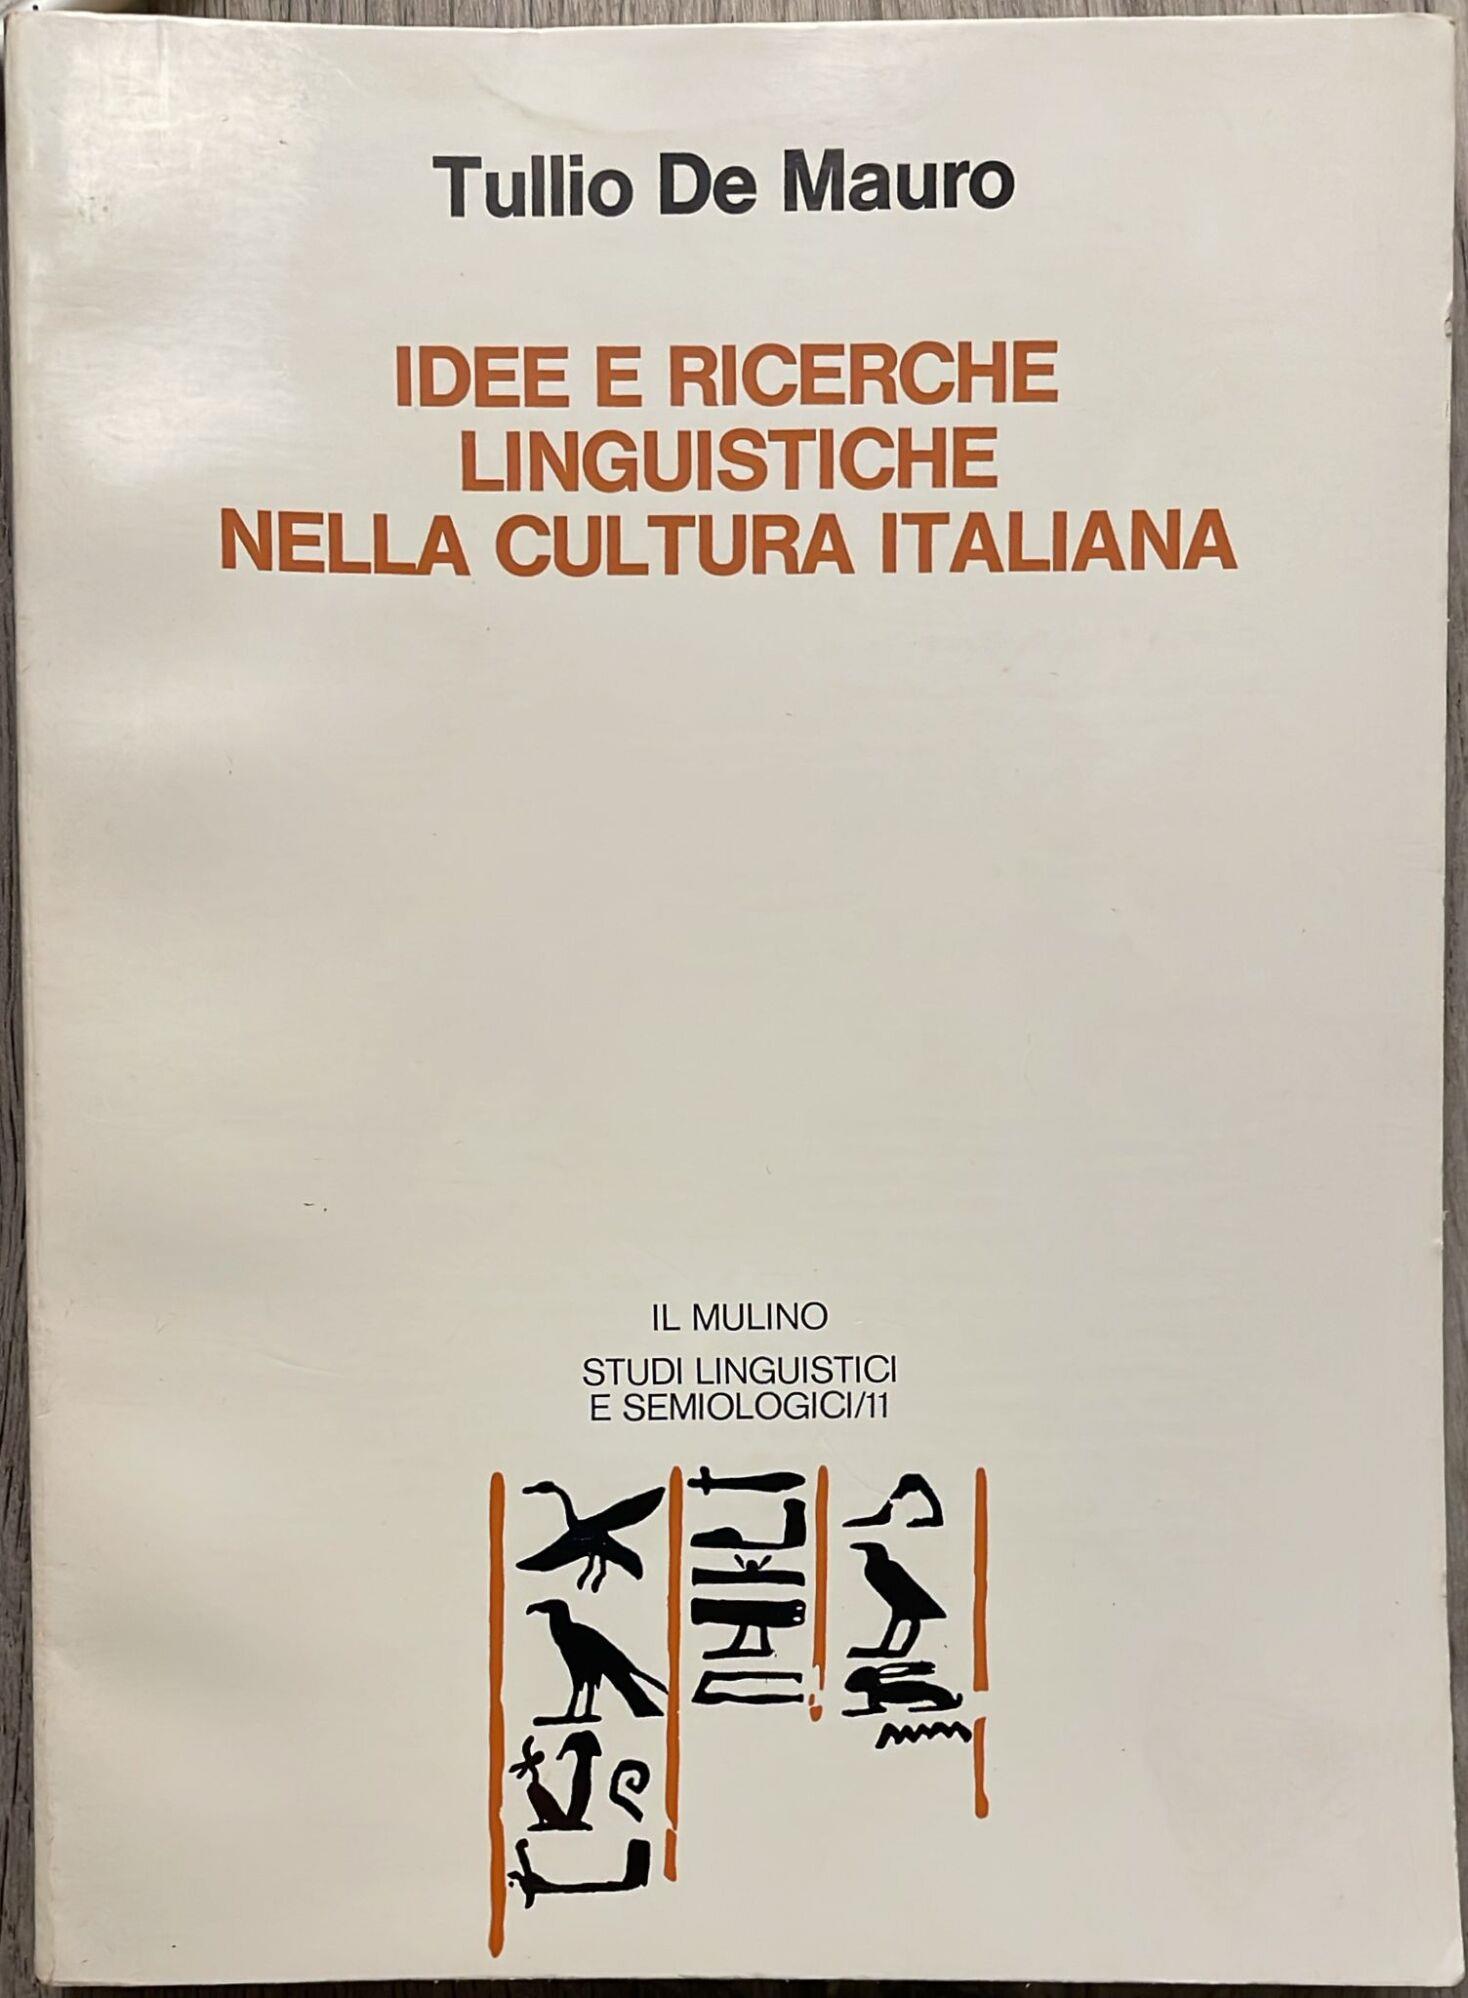 Tullio De Mauro
IDEE E RICERCHE
LINGUISTICHE
NELLA CULTURA ITALIANA
IL MULINO
STUDI LINGUISTICI
E SEMIOLOGICI/11